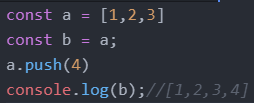 const a = [1,2,3]
const b = a;
a.push(4)
console.log(b);//[1,2,3,4]